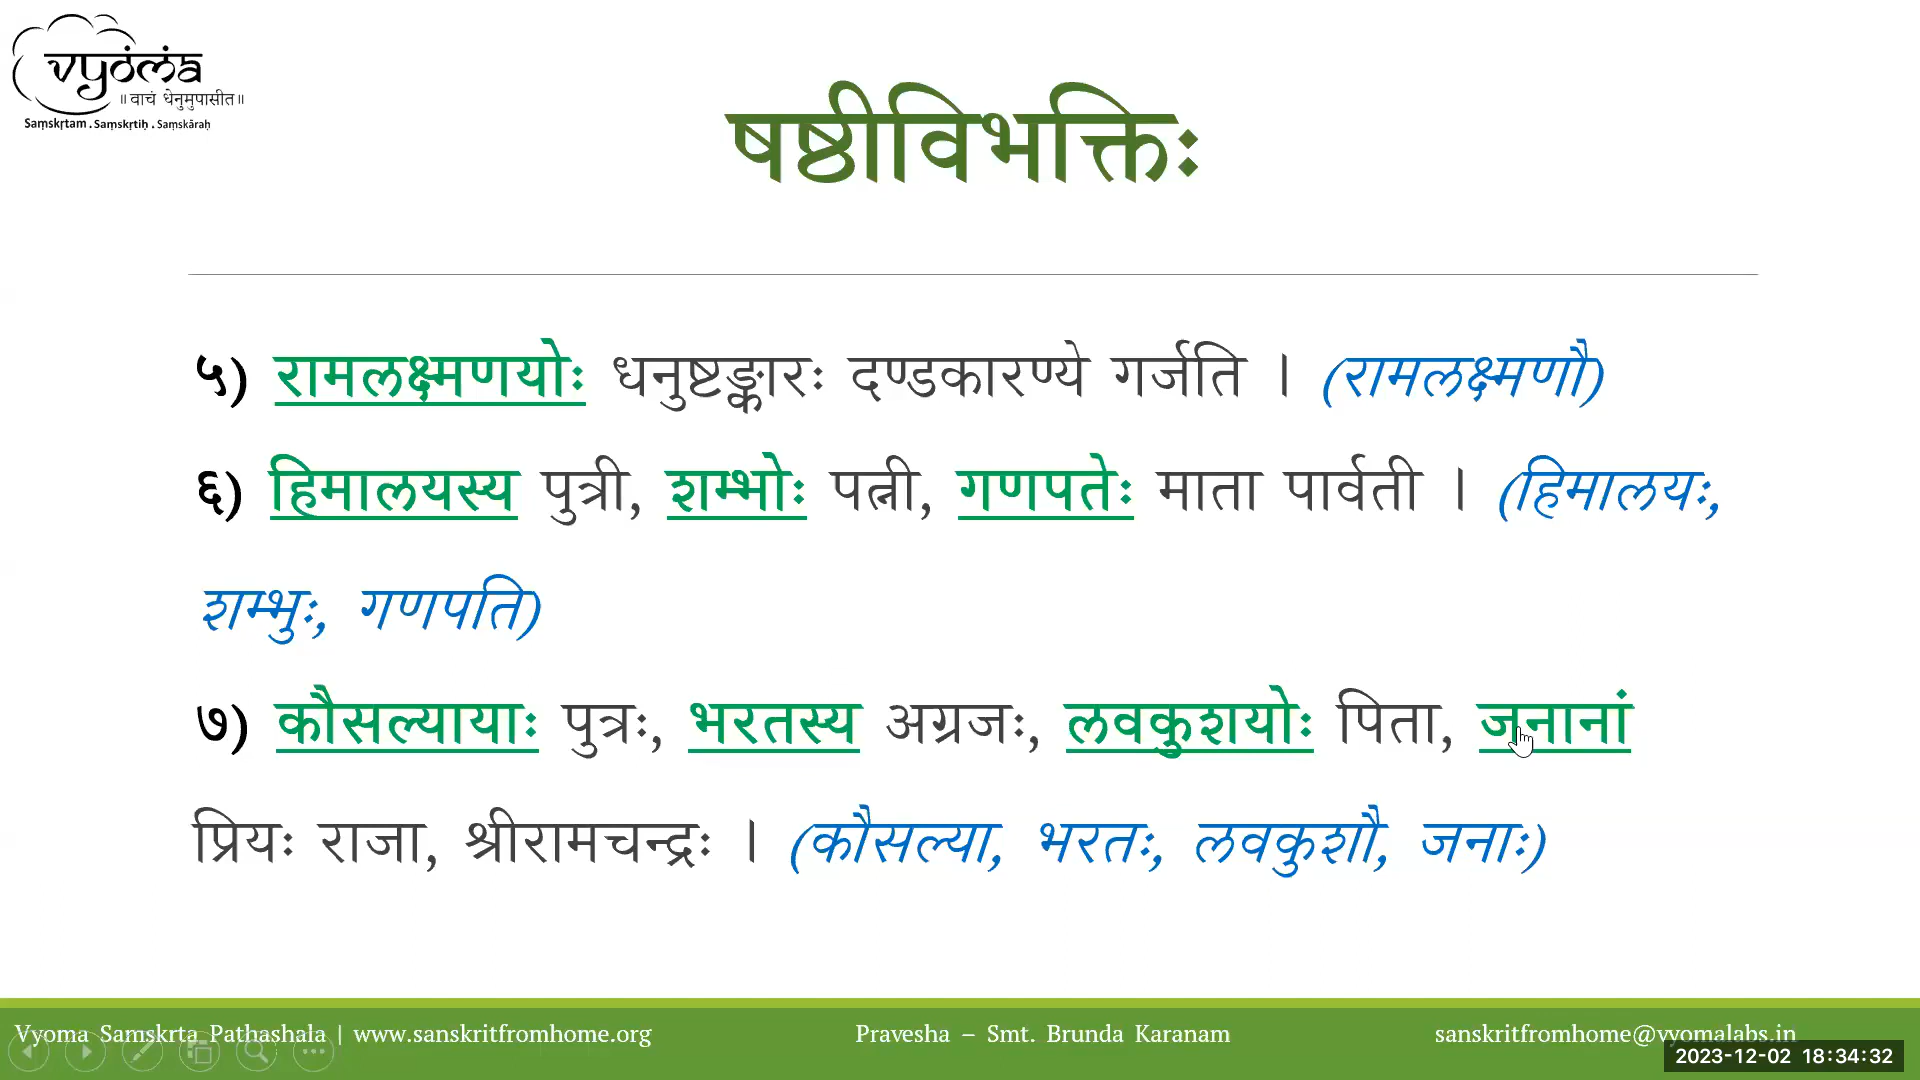 vyoma
॥वाचं धेनुमुपासीत॥
Saṃskṛtam . Saṃskṛtiḥ . Saṃskāraḥ
षष्ठीविभक्तिः
५) रामलक्ष्मणयोः धनुष्टङ्कारः दण्डकारण्ये गर्जति । (रामलक्ष्मणौ)
६) हिमालयस्य पुत्री, शम्भोः पत्नी, गणपतेः माता पार्वती । (हिमालयः,
शम्भुः, गणपति)
७) कौसल्यायाः पुत्रः, भरतस्य अग्रजः, लवकुशयोः पिता, जनानां
प्रियः राजा, श्रीरामचन्द्रः । (कौसल्या, भरतः, लवकुशौ, जनाः)
Vyoma Samskrta Pathashala | www.sanskritfromhome.org Pravesha – Smt. Brunda Karanam sanskritfromhome@vyomalabs.in
2023-12-02 18:34:32